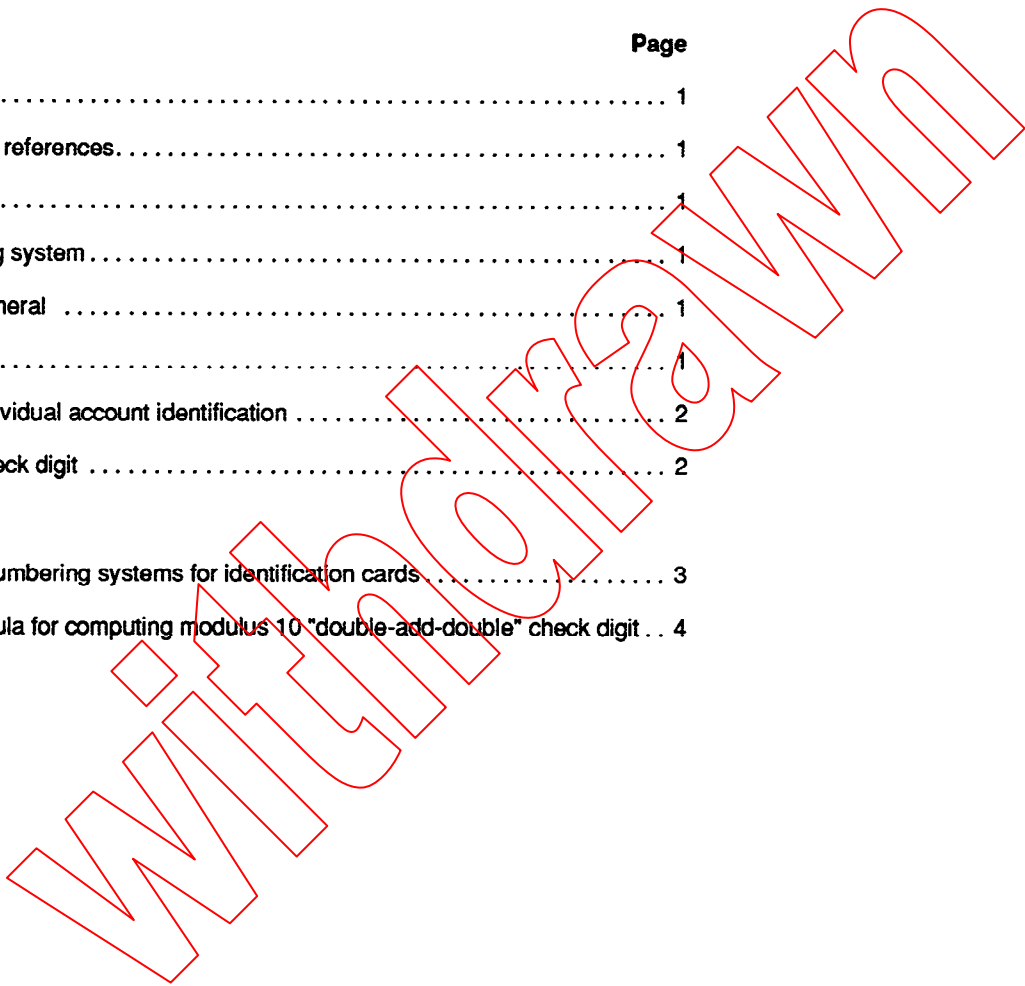 Page
................................................ 1
references. ................................................ 1
................................................ 1
g system ................................................ 1
neral ................................................ 1
................................................ 1
vidual account identification ................................ 2
eck digit ................................................ 2
umbering systems for identification cards .................... 3
ula for computing modulus 10 "double-add-double" check digit . . 4
withdrawn